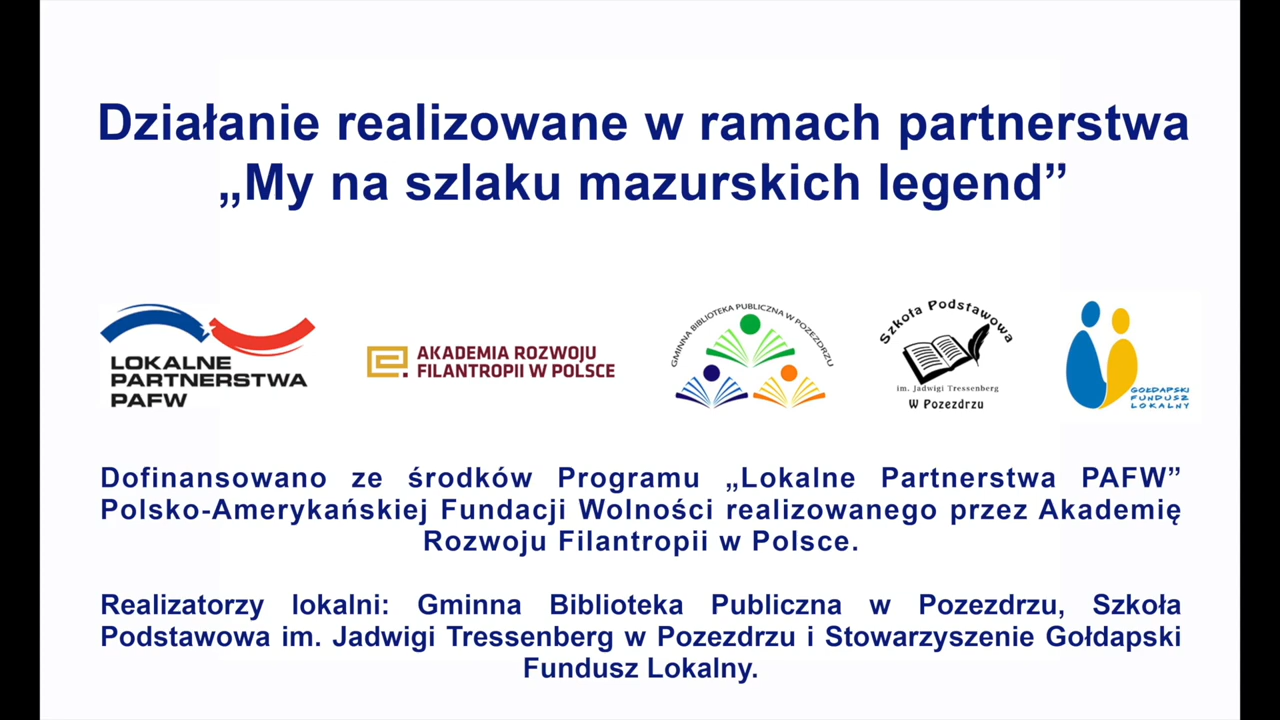 Działanie realizowane w ramach partnerstwa
„My na szlaku mazurskich legend”
LOKALNE
PARTNERSTWA
PAFW
AKADEMIA ROZWOJU
FILANTROPII W POLSCE
GMINNA BIBLIOTEKA PUBLICZNA W POZEZDRZU
Szkoła Podstawowa
im. Jadwigi Tressenberg
W Pozezdrzu
GOŁDAPSKI
FUNDUSZ
LOKALNY
Dofinansowano ze środków Programu „Lokalne Partnerstwa PAFW”
Polsko-Amerykańskiej Fundacji Wolności realizowanego przez Akademię
Rozwoju Filantropii w Polsce.
Realizatorzy lokalni: Gminna Biblioteka Publiczna w Pozezdrzu, Szkoła
Podstawowa im. Jadwigi Tressenberg w Pozezdrzu i Stowarzyszenie Gołdapski
Fundusz Lokalny.